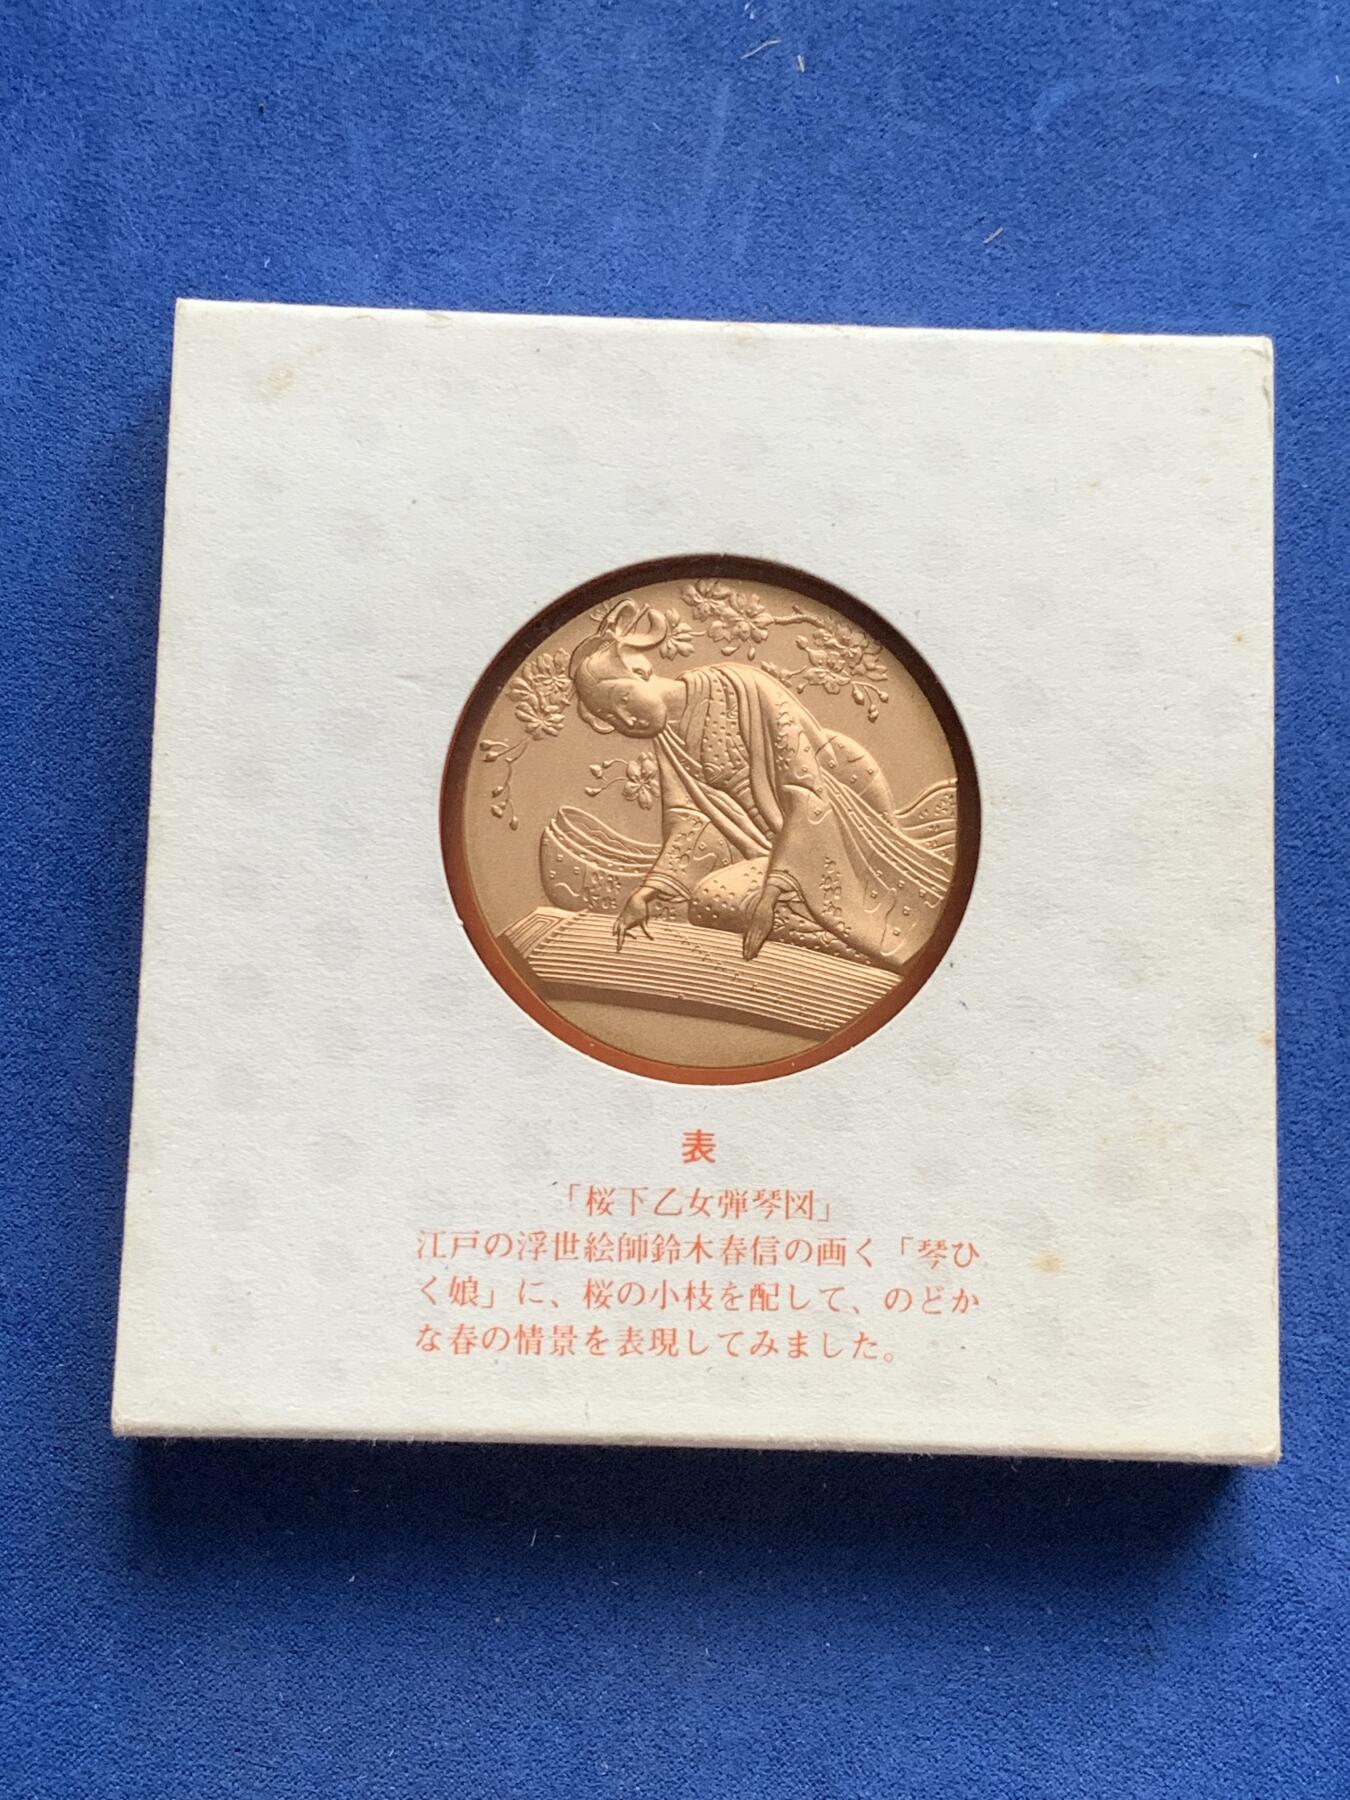 表
「桜下乙女弾琴図」
江戸の浮世絵師鈴木春信の画く「琴ひ
く娘」に、桜の小枝を配して、のどか
な春の情景を表現してみました。